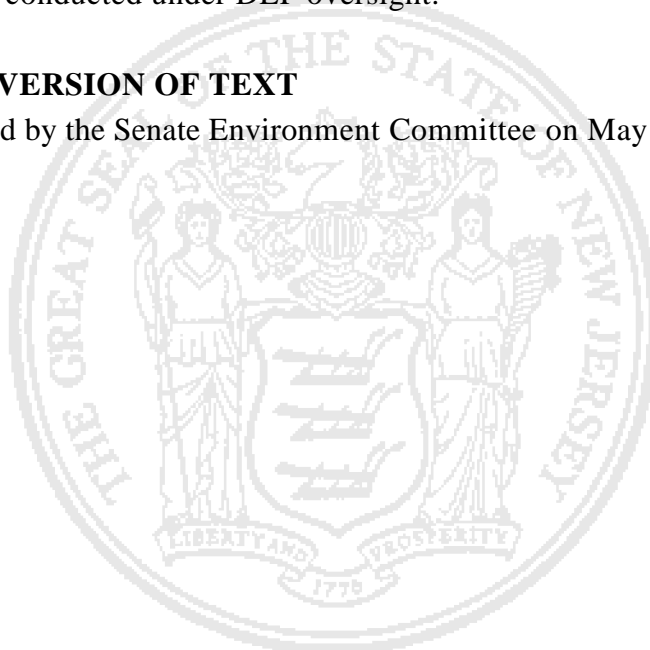 conducted under DEP oversight.
VERSION OF TEXT
d by the Senate Environment Committee on May
THE GREAT SEAL OF THE STATE OF NEW JERSEY
LIBERTY AND PROSPERITY
1776